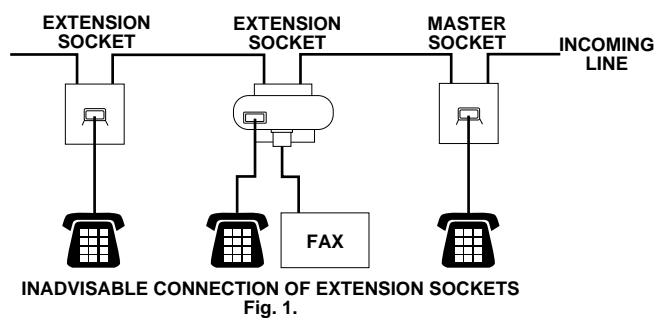 EXTENSION
SOCKET
EXTENSION
SOCKET
MASTER
SOCKET
INCOMING
LINE
FAX
INADVISABLE CONNECTION OF EXTENSION SOCKETS
Fig. 1.